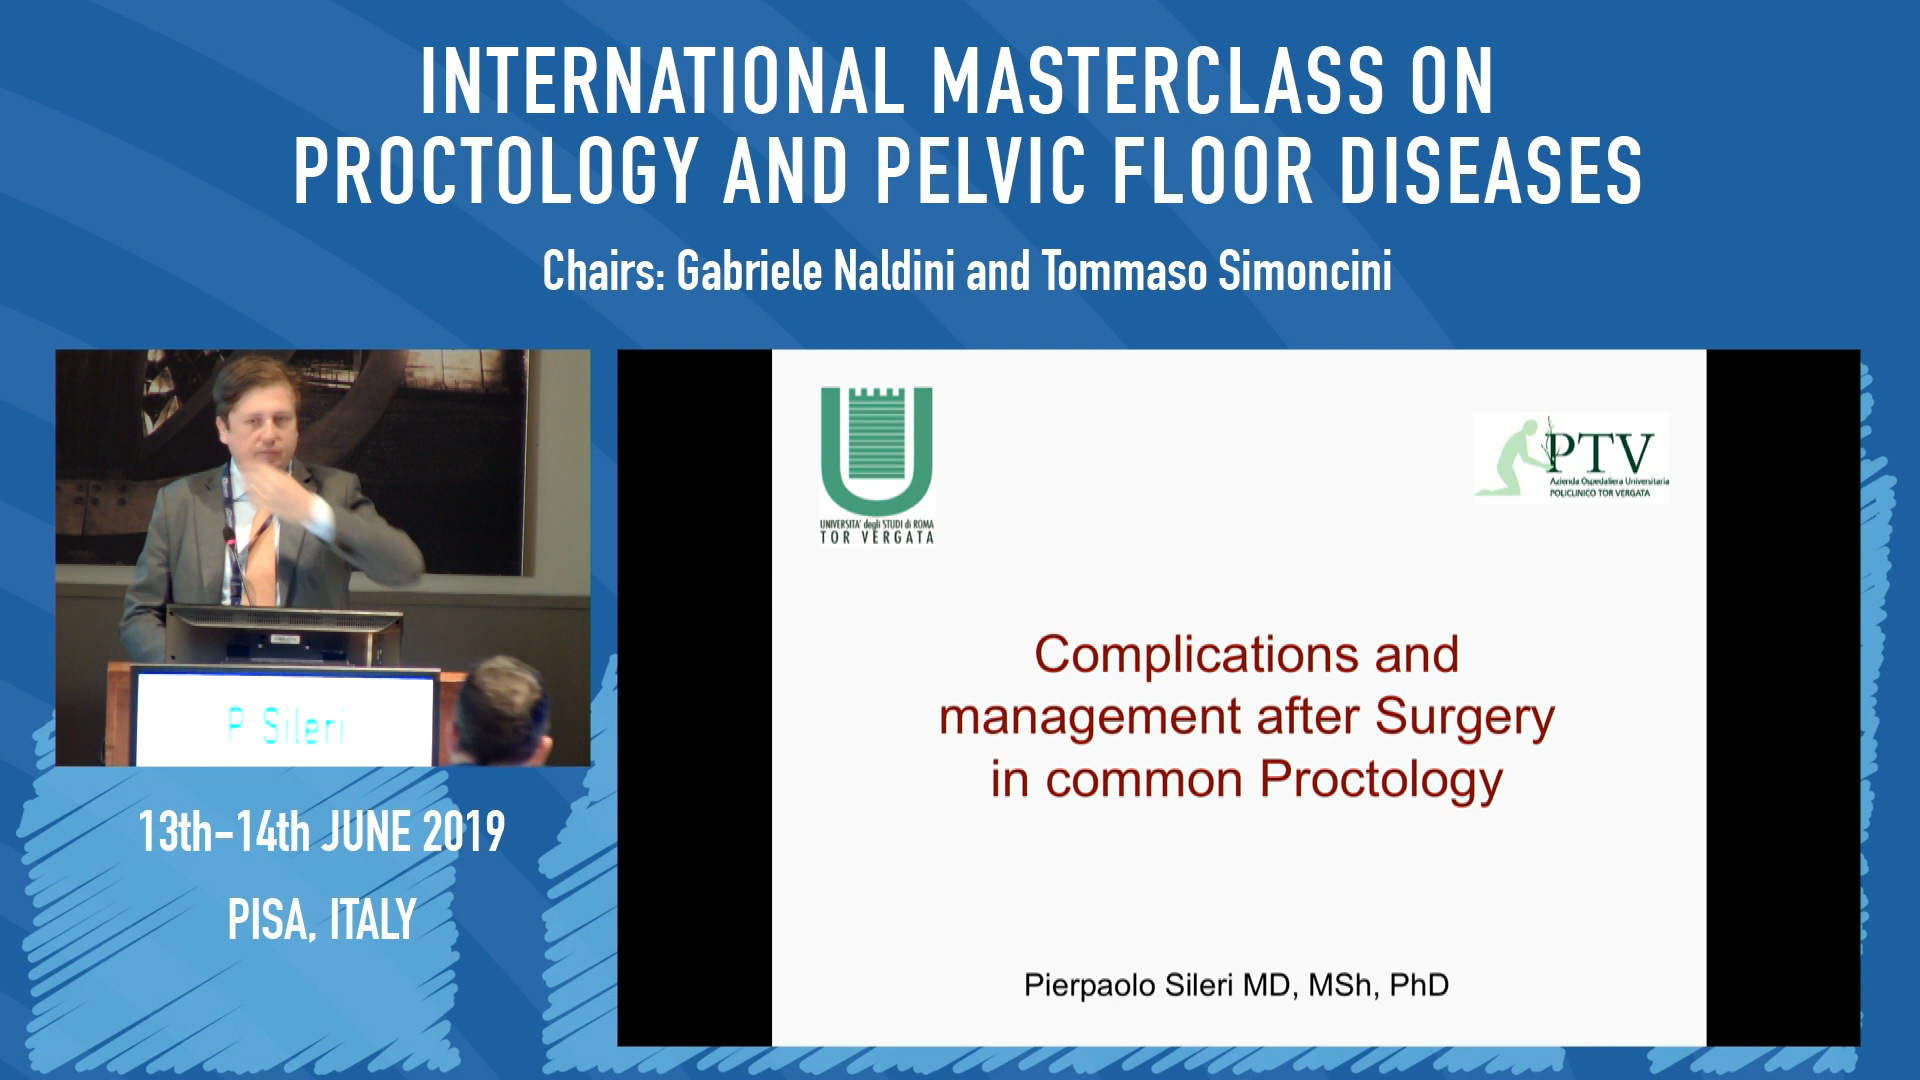 INTERNATIONAL MASTERCLASS ON
PROCTOLOGY AND PELVIC FLOOR DISEASES
Chairs: Gabriele Naldini and Tommaso Simoncini
UNIVERSITA' degli STUDI di ROMA
TOR VERGATA
PTV
Azienda Ospedaliera Universitaria
POLICLINICO TOR VERGATA
Complications and
management after Surgery
in common Proctology
Pierpaolo Sileri MD, MSh, PhD
P Sileri
13th-14th JUNE 2019
PISA, ITALY